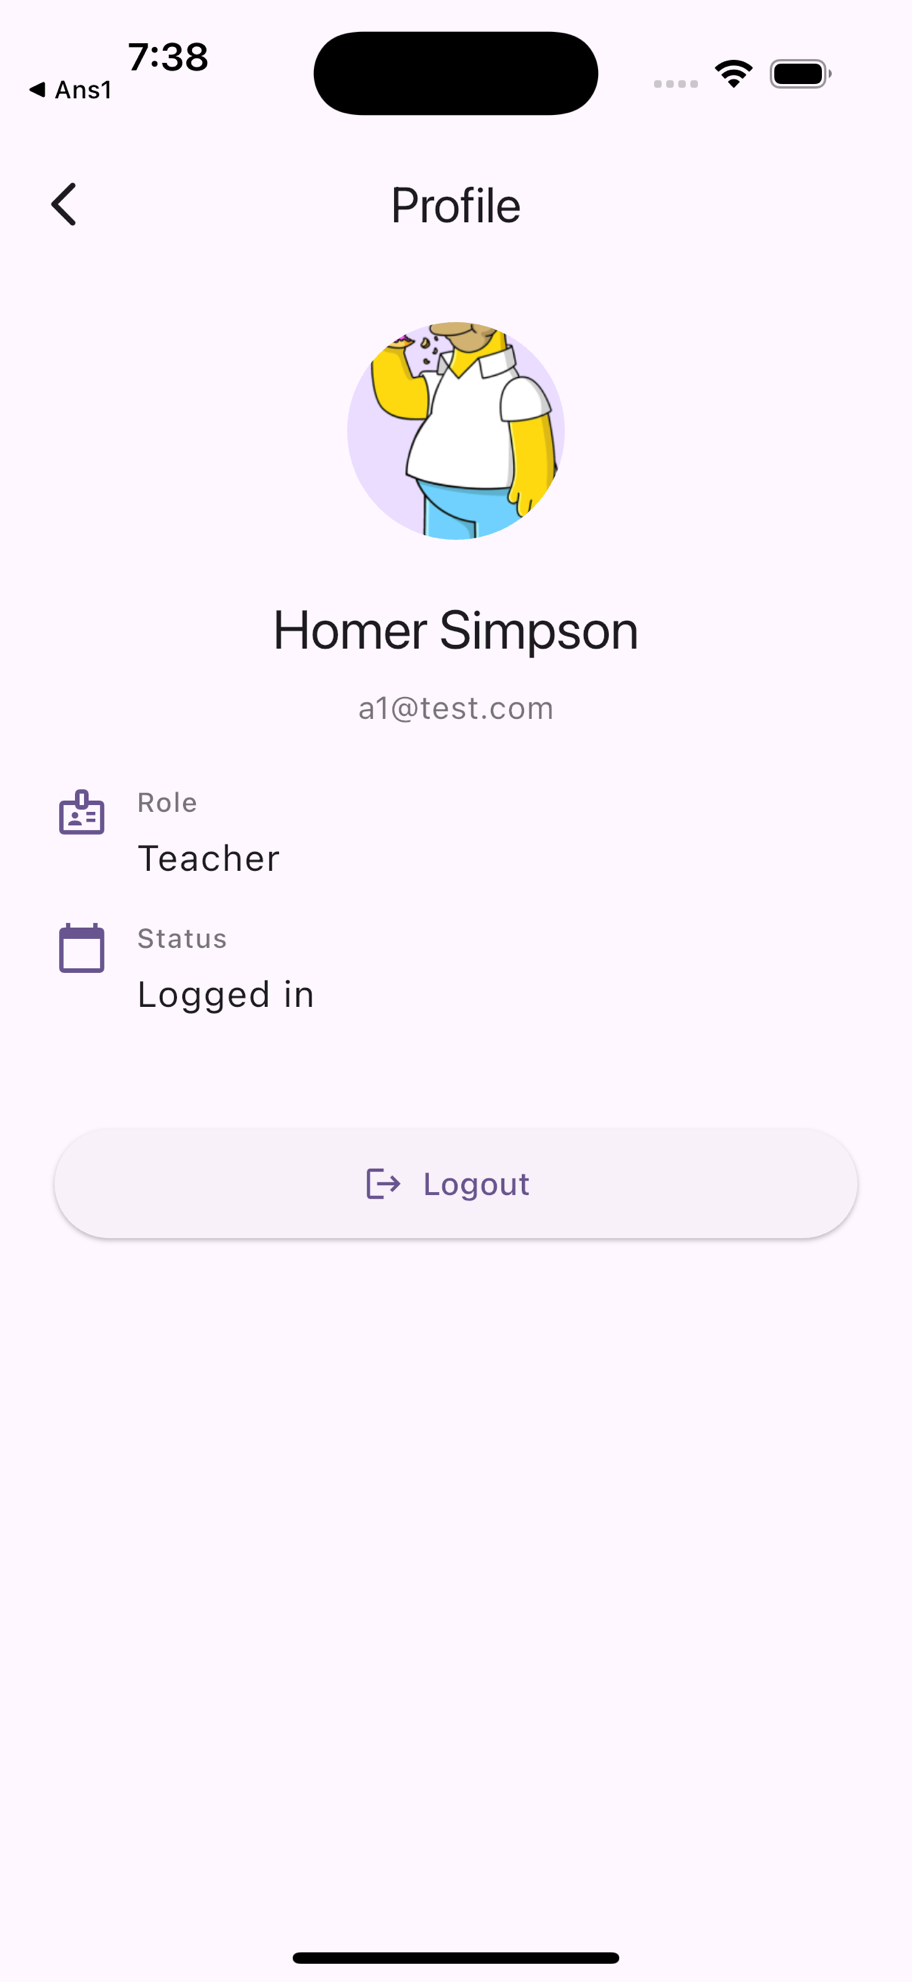 7:38
◀ Ans1
Profile
Homer Simpson
a1@test.com
Role
Teacher
Status
Logged in
Logout